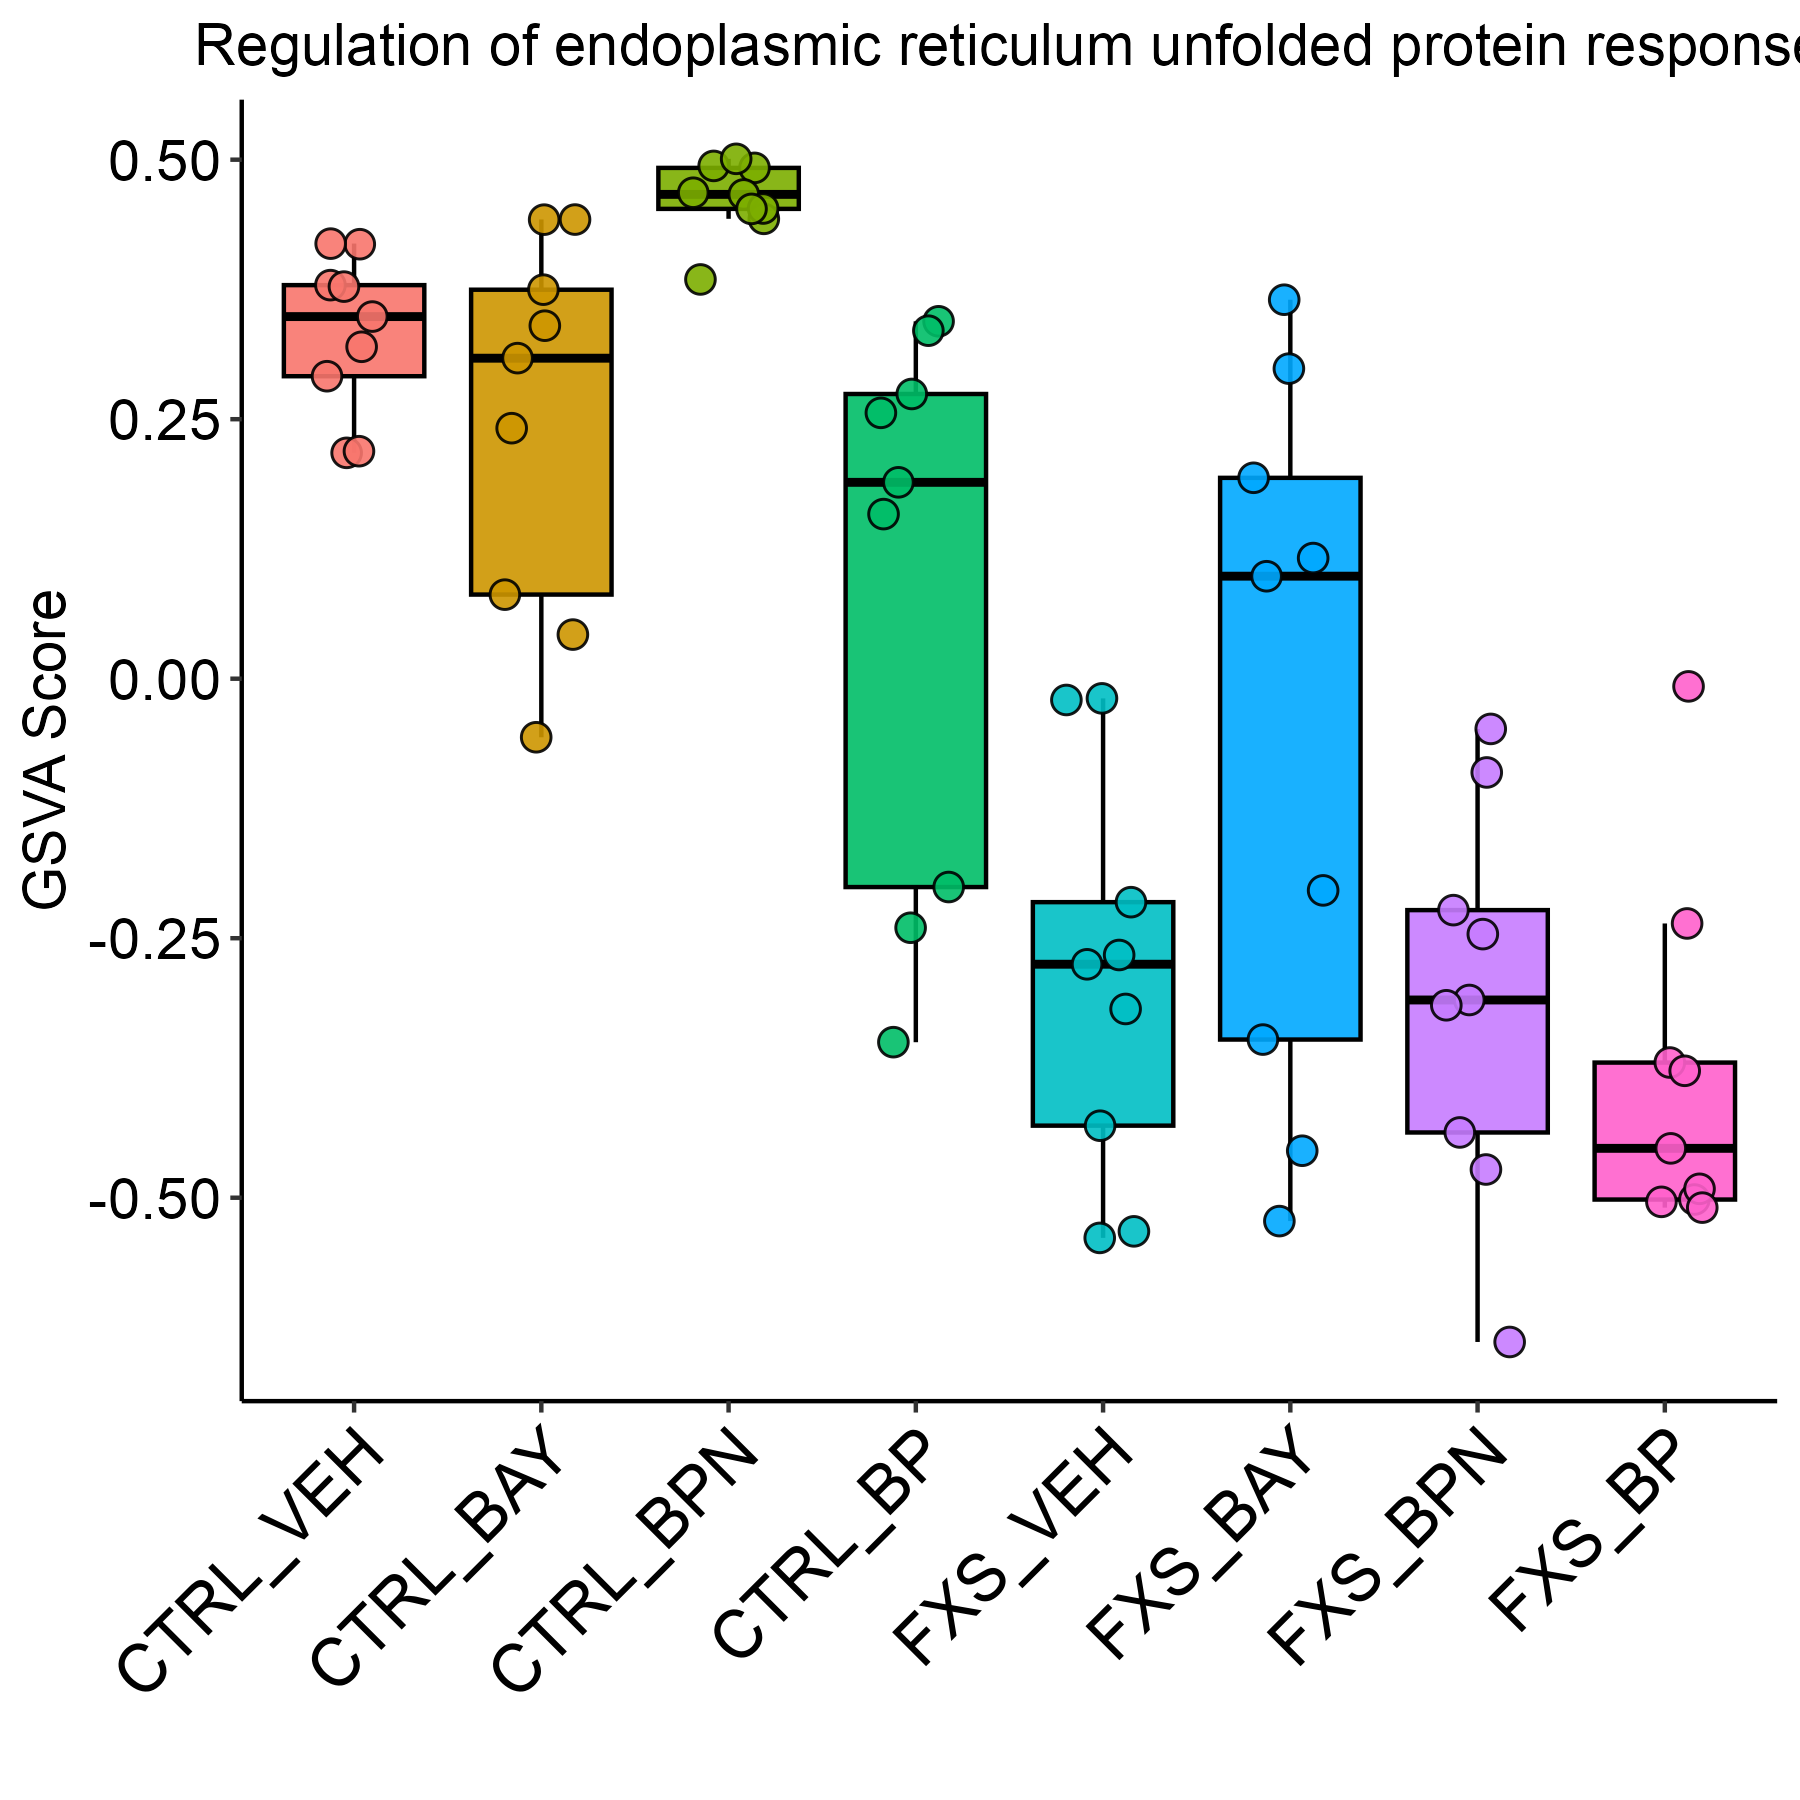 Regulation of endoplasmic reticulum unfolded protein response
GSVA Score
0.50
0.25
0.00
-0.25
-0.50
CTRL_VEH
CTRL_BAY
CTRL_BPN
CTRL_BP
FXS_VEH
FXS_BAY
FXS_BPN
FXS_BP